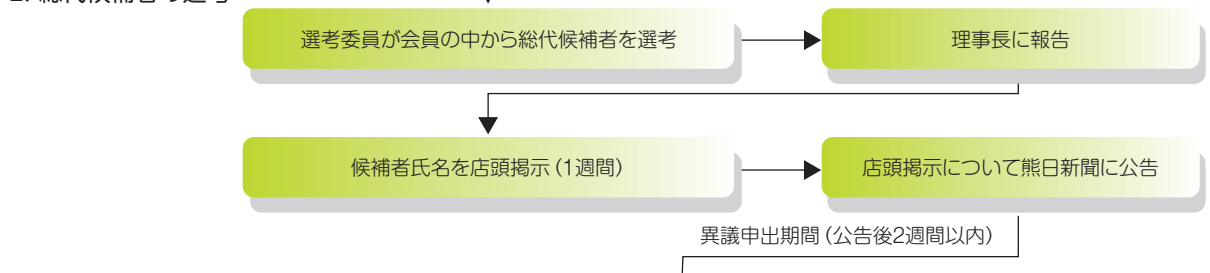 選考委員が会員の中から総代候補者を選考
理事長に報告
候補者氏名を店頭掲示(1週間)
店頭掲示について熊日新聞に公告
異議申出期間(公告後2週間以内)